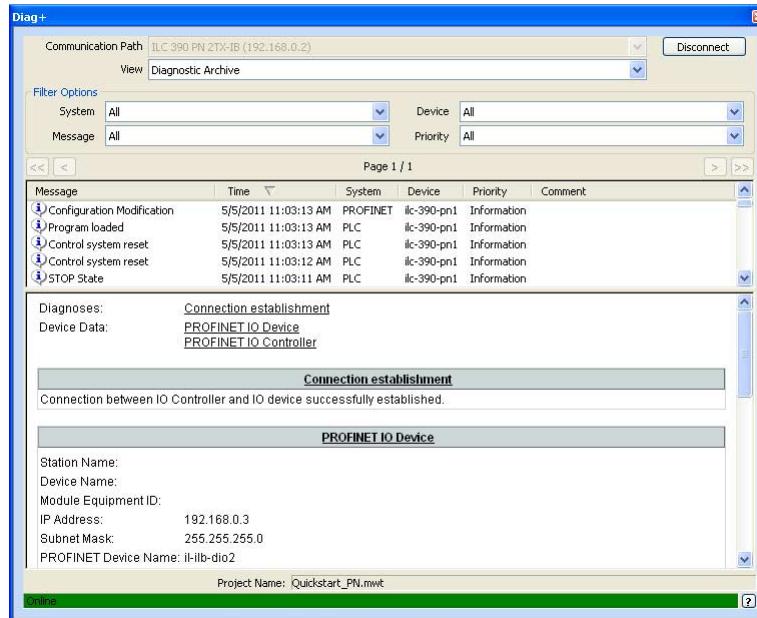 Diag+
Communication Path ILC 390 PN 2TX-IB (192.168.0.2) Disconnect
View Diagnostic Archive
Filter Options
System All Device All
Message All Priority All
<< < Page 1 / 1 > >>
Message Time System Device Priority Comment
Configuration Modification 5/5/2011 11:03:13 AM PROFINET ilc-390-pn1 Information
Program loaded 5/5/2011 11:03:13 AM PLC ilc-390-pn1 Information
Control system reset 5/5/2011 11:03:13 AM PLC ilc-390-pn1 Information
Control system reset 5/5/2011 11:03:12 AM PLC ilc-390-pn1 Information
STOP State 5/5/2011 11:03:11 AM PLC ilc-390-pn1 Information
Diagnoses: Connection establishment
Device Data: PROFINET IO Device
PROFINET IO Controller
Connection establishment
Connection between IO Controller and IO device successfully established.
PROFINET IO Device
Station Name:
Device Name:
Module Equipment ID:
IP Address: 192.168.0.3
Subnet Mask: 255.255.255.0
PROFINET Device Name: il-ilb-dio2
Project Name: Quickstart_PN.mwt
Online ?